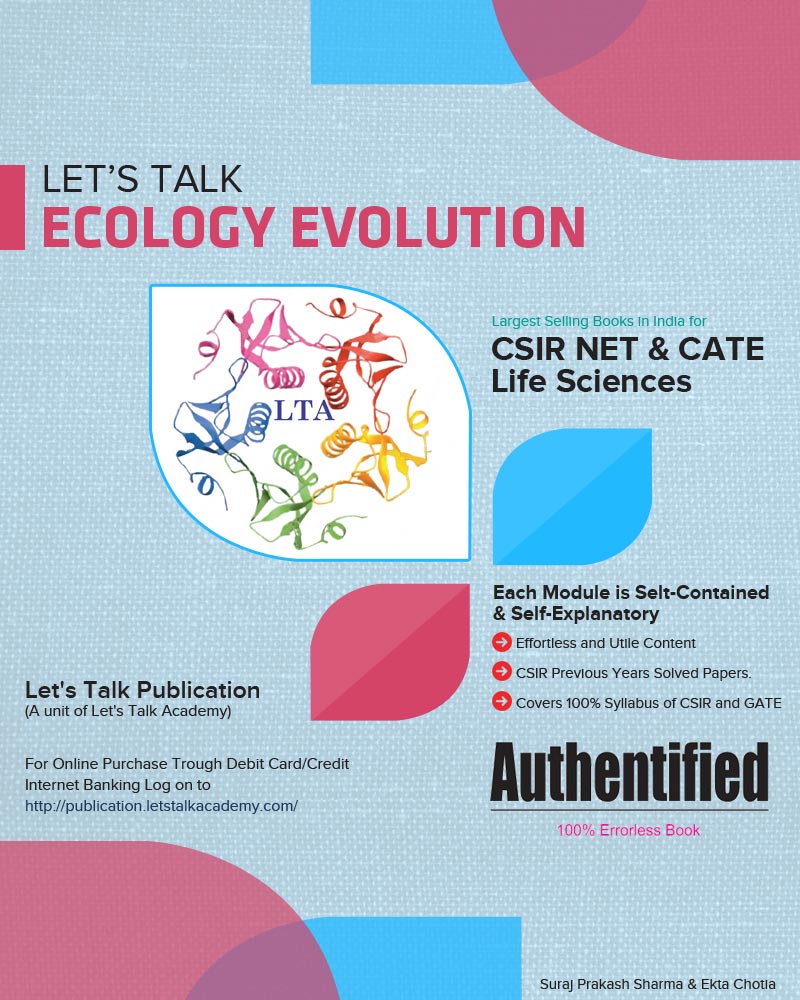 LET'S TALK
ECOLOGY EVOLUTION
LTA
Largest Selling Books in India for
CSIR NET & CATE
Life Sciences
Each Module is Selt-Contained
& Self-Explanatory
Effortless and Utile Content
CSIR Previous Years Solved Papers.
Covers 100% Syllabus of CSIR and GATE
Let's Talk Publication
(A unit of Let's Talk Academy)
For Online Purchase Trough Debit Card/Credit
Internet Banking Log on to
http://publication.letstalkacademy.com/
Authentified
100% Errorless Book
Suraj Prakash Sharma & Ekta Chotia